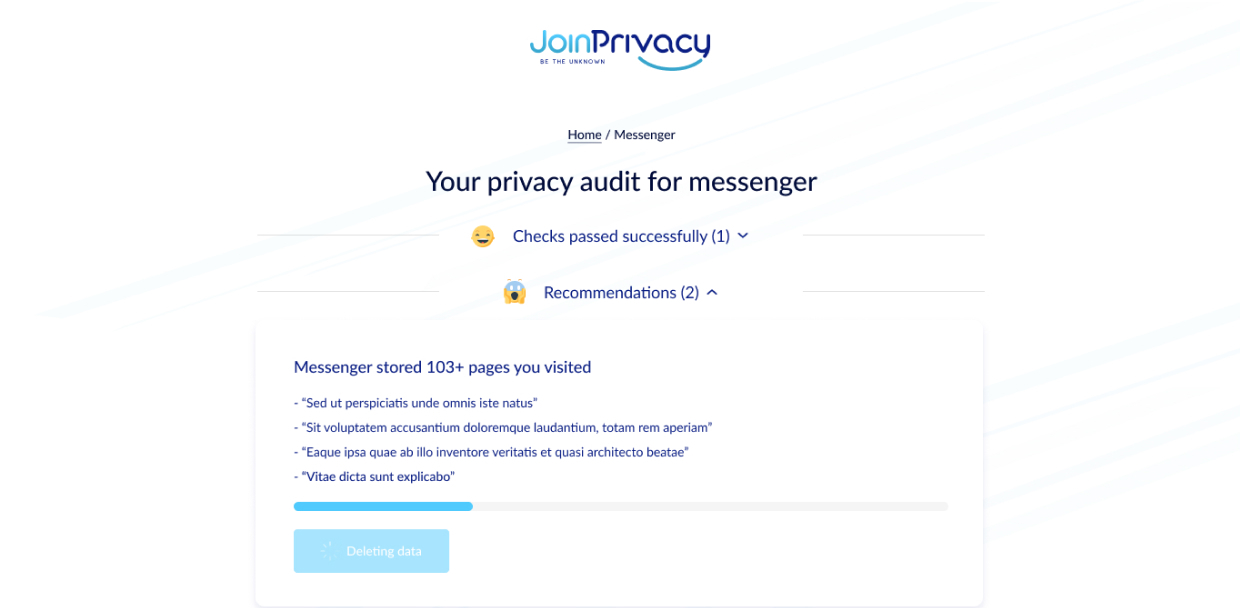 JoinPrivacy
BE THE UNKNOWN
Home / Messenger
Your privacy audit for messenger
Checks passed successfully (1)
Recommendations (2)
Messenger stored 103+ pages you visited
- “Sed ut perspiciatis unde omnis iste natus”
- “Sit voluptatem accusantium doloremque laudantium, totam rem aperiam”
- “Eaque ipsa quae ab illo inventore veritatis et quasi architecto beatae”
- “Vitae dicta sunt explicabo”
Deleting data